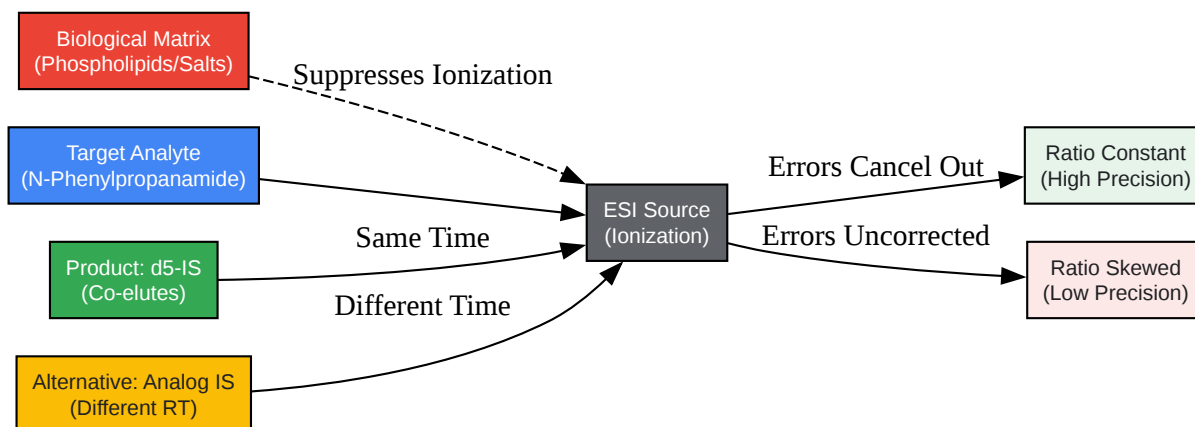 Biological Matrix
(Phospholipids/Salts)
Suppresses Ionization
Target Analyte
(N-Phenylpropanamide)
Same Time
Product: d5-IS
(Co-elutes)
Different Time
Alternative: Analog IS
(Different RT)
ESI Source
(Ionization)
Errors Cancel Out
Ratio Constant
(High Precision)
Errors Uncorrected
Ratio Skewed
(Low Precision)